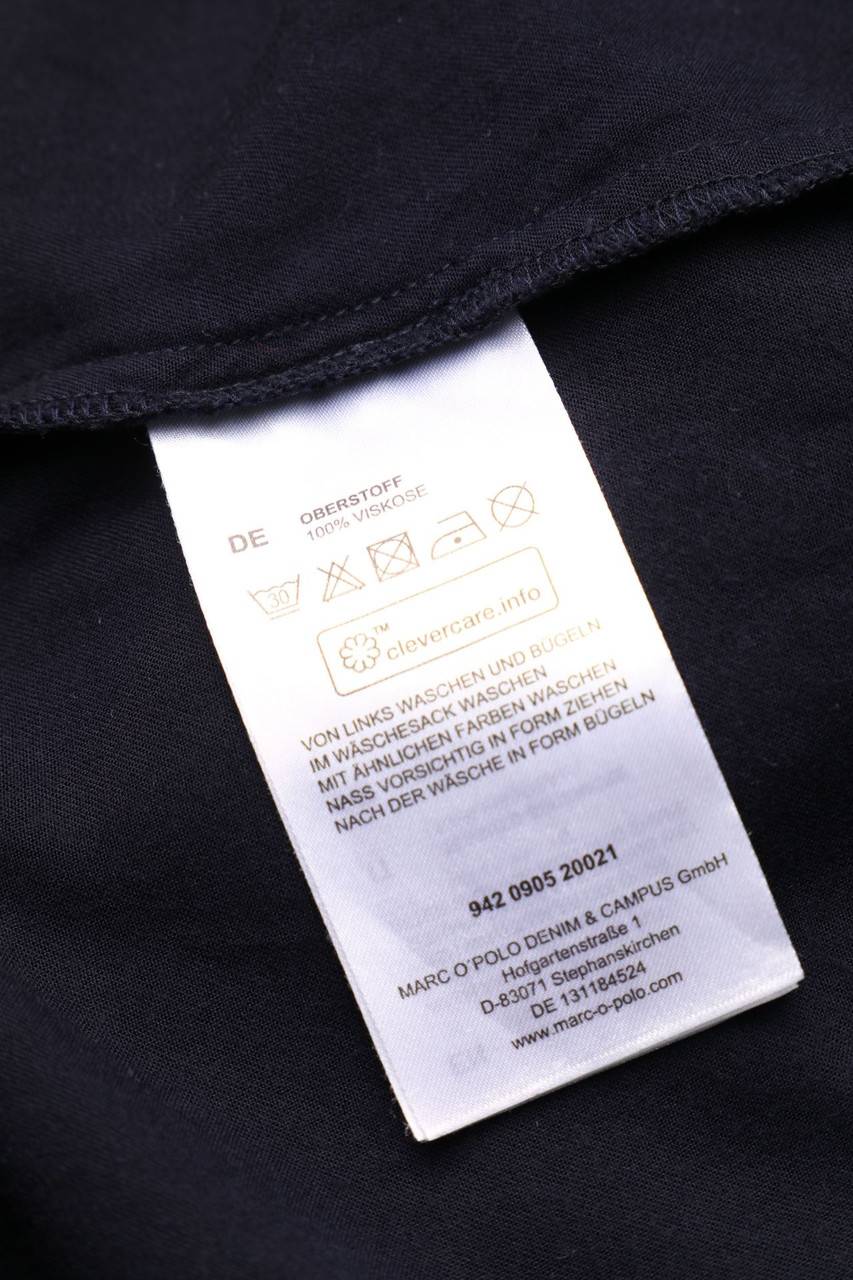 DE
OBERSTOFF
100% VISKOSE
30
™ clevercare.info
VON LINKS WASCHEN UND BÜGELN
IM WÄSCHESACK WASCHEN
MIT ÄHNLICHEN FARBEN WASCHEN
NASS VORSICHTIG IN FORM ZIEHEN
NACH DER WÄSCHE IN FORM BÜGELN
942 0905 20021
MARC O´POLO DENIM & CAMPUS GmbH
Hofgartenstraße 1
D-83071 Stephanskirchen
DE 131184524
www.marc-o-polo.com